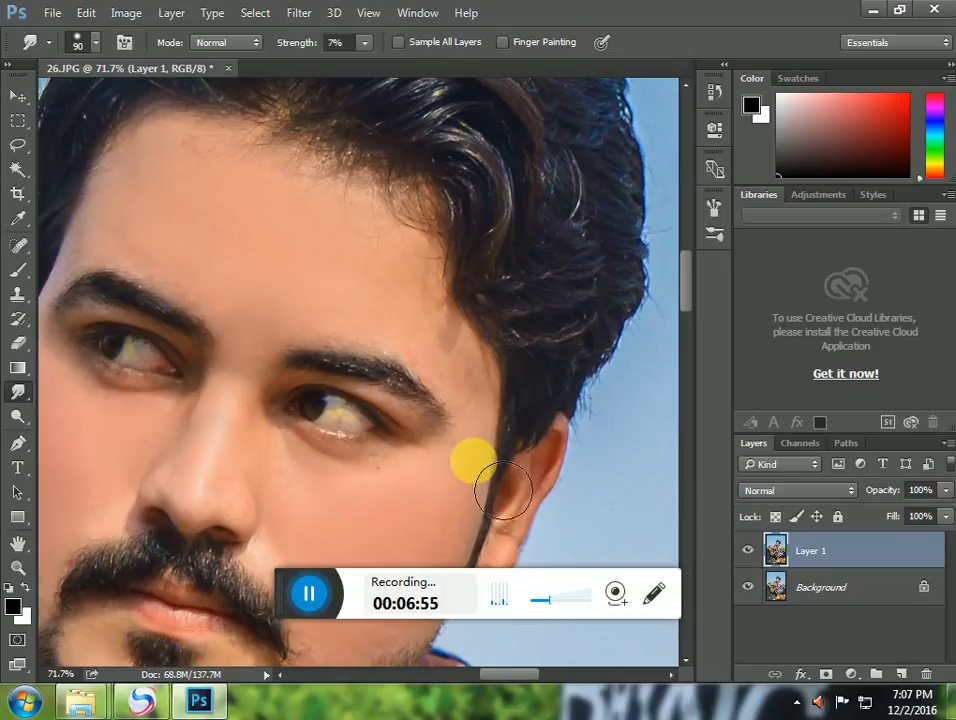 Ps File Edit Image Layer Type Select Filter 3D View Window Help
90 Mode: Normal Strength: 7% Sample All Layers Finger Painting Essentials
26.JPG @ 71.7% (Layer 1, RGB/8) * ×
Color Swatches
Libraries Adjustments Styles
To use Creative Cloud Libraries,
please install the Creative Cloud
Application
Get it now!
St
Layers Channels Paths
Kind
Normal Opacity: 100%
Lock: Fill: 100%
Layer 1
Background
Recording...
00:06:55
71.7% Doc: 68.8M/137.7M
Ps
7:07 PM
12/2/2016